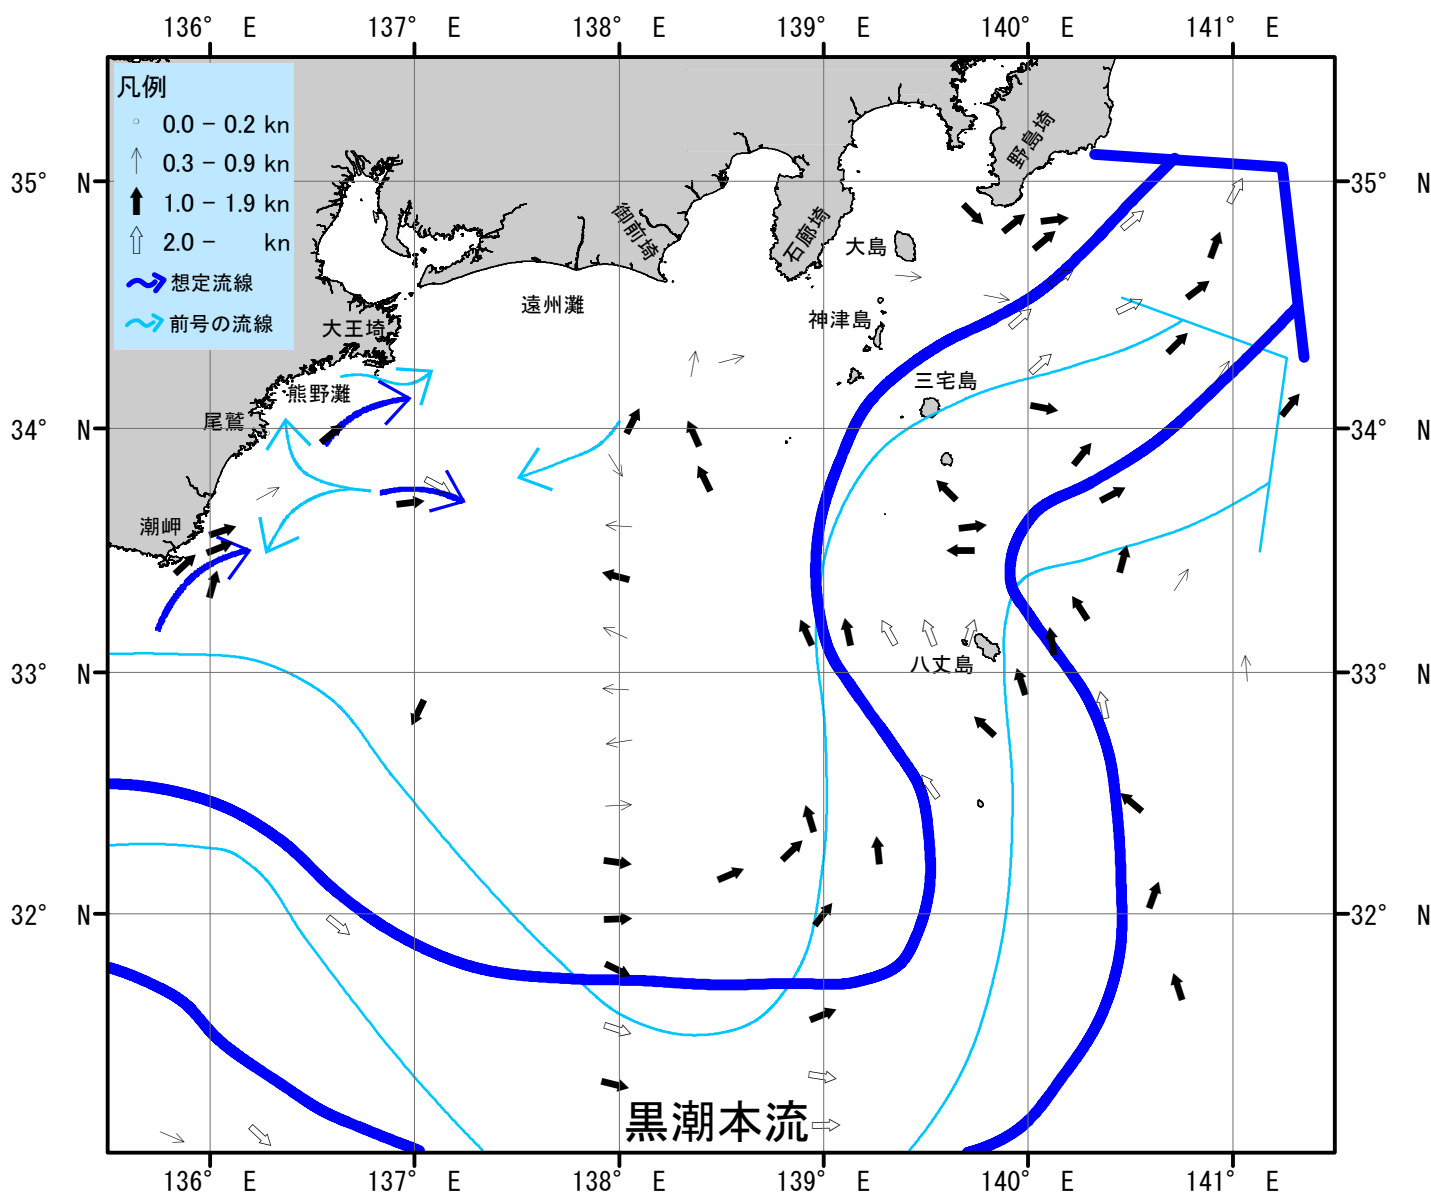 136° E 137° E 138° E 139° E 140° E 141° E
凡例
0.0 - 0.2 kn
0.3 - 0.9 kn
1.0 - 1.9 kn
2.0 - kn
想定流線
前号の流線
野島埼
35° N
35° N
御前埼
石廊埼
大島
遠州灘
神津島
大王埼
三宅島
熊野灘
尾鷲
34° N
34° N
潮岬
八丈島
33° N
33° N
32° N
32° N
黒潮本流
136° E 137° E 138° E 139° E 140° E 141° E